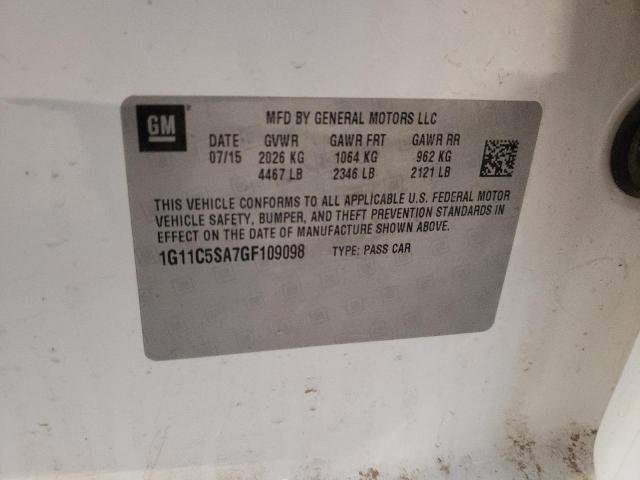 GM
MFD BY GENERAL MOTORS LLC
DATE GVWR GAWR FRT GAWR RR
07/15 2026 KG 1064 KG 962 KG
4467 LB 2346 LB 2121 LB
THIS VEHICLE CONFORMS TO ALL APPLICABLE U.S. FEDERAL MOTOR
VEHICLE SAFETY, BUMPER, AND THEFT PREVENTION STANDARDS IN
EFFECT ON THE DATE OF MANUFACTURE SHOWN ABOVE.
1G11C5SA7GF109098 TYPE: PASS CAR